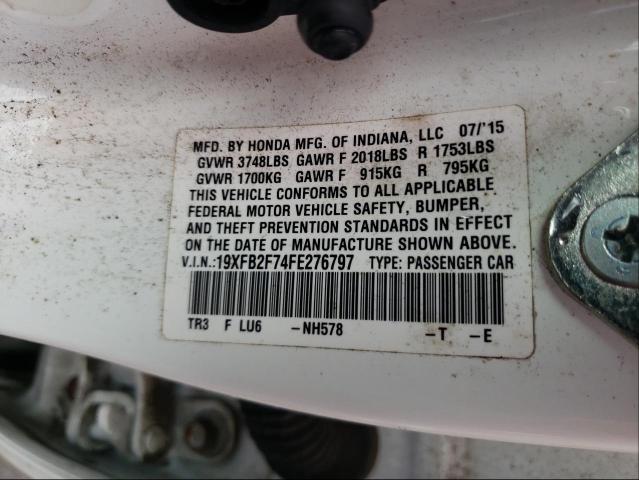 MFD. BY HONDA MFG. OF INDIANA, LLC 07/'15
GVWR 3748LBS GAWR F 2018LBS R 1753LBS
GVWR 1700KG GAWR F 915KG R 795KG
THIS VEHICLE CONFORMS TO ALL APPLICABLE
FEDERAL MOTOR VEHICLE SAFETY, BUMPER,
AND THEFT PREVENTION STANDARDS IN EFFECT
ON THE DATE OF MANUFACTURE SHOWN ABOVE.
V.I.N.:19XFB2F74FE276797 TYPE: PASSENGER CAR
TR3 F LU6 -NH578 -T -E